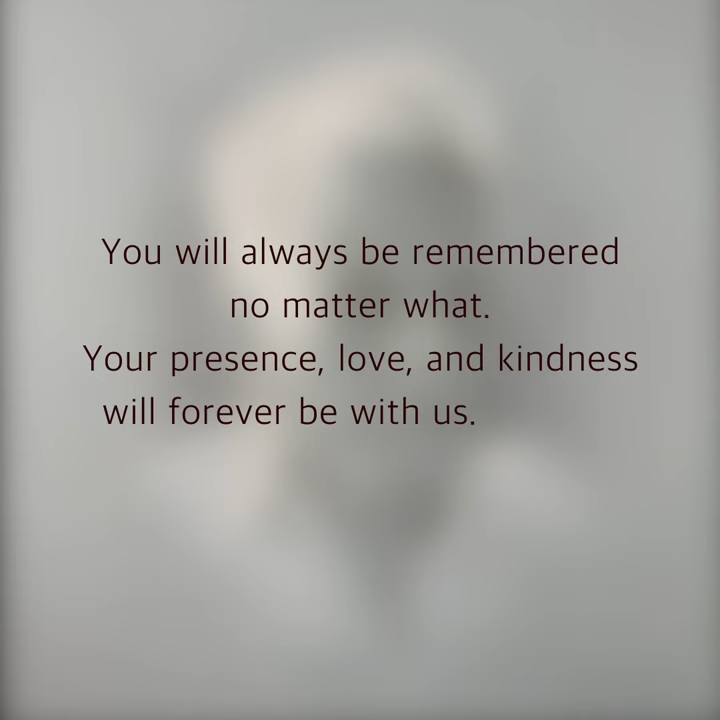 You will always be remembered
no matter what.
Your presence, love, and kindness
will forever be with us.